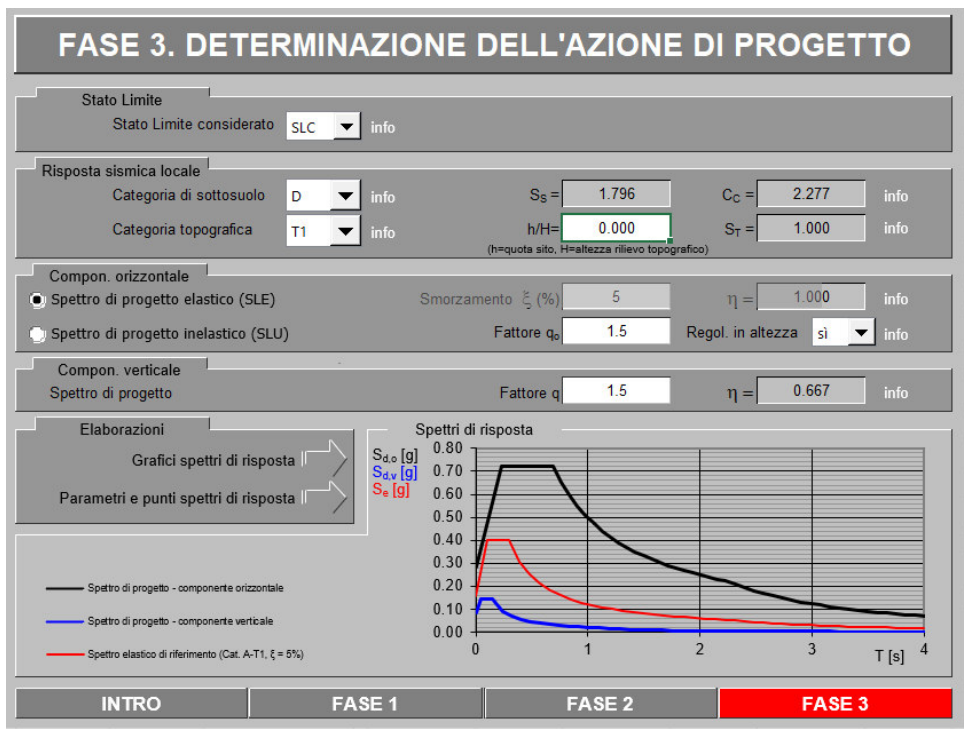 FASE 3. DETERMINAZIONE DELL'AZIONE DI PROGETTO
Stato Limite
Stato Limite considerato SLC info
Risposta sismica locale
Categoria di sottosuolo D info SS = 1.796 CC = 2.277 info
Categoria topografica T1 info h/H= 0.000 ST = 1.000 info
(h=quota sito, H=altezza rilievo topografico)
Compon. orizzontale
Spettro di progetto elastico (SLE) Smorzamento ξ (%) 5 η = 1.000 info
Spettro di progetto inelastico (SLU) Fattore qo 1.5 Regol. in altezza sì info
Compon. verticale
Spettro di progetto Fattore q 1.5 η = 0.667 info
Elaborazioni
Grafici spettri di risposta
Parametri e punti spettri di risposta
Spettri di risposta
Sd,o [g]
Sd,v [g]
Se [g]
0.80
0.70
0.60
0.50
0.40
0.30
0.20
0.10
0.00
0 1 2 3 T [s] 4
Spettro di progetto - componente orizzontale
Spettro di progetto - componente verticale
Spettro elastico di riferimento (Cat. A-T1, ξ = 5%)
INTRO FASE 1 FASE 2 FASE 3